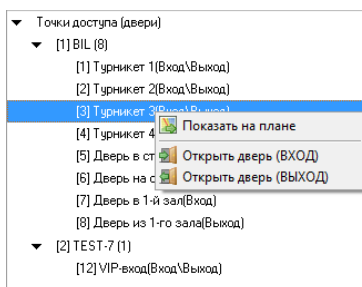 Точки доступа (двери)
[1] BIL (8)
[1] Турникет 1(Вход\Выход)
[2] Турникет 2(Вход\Выход)
[3] Турникет 3(Вход\Выход)
Показать на плане
[4] Турникет 4
[5] Дверь в ст
Открыть дверь (ВХОД)
[6] Дверь на с
Открыть дверь (ВЫХОД)
[7] Дверь в 1-й зал(Вход)
[8] Дверь из 1-го зала(Выход)
[2] TEST-7 (1)
[12] VIP-вход(Вход\Выход)